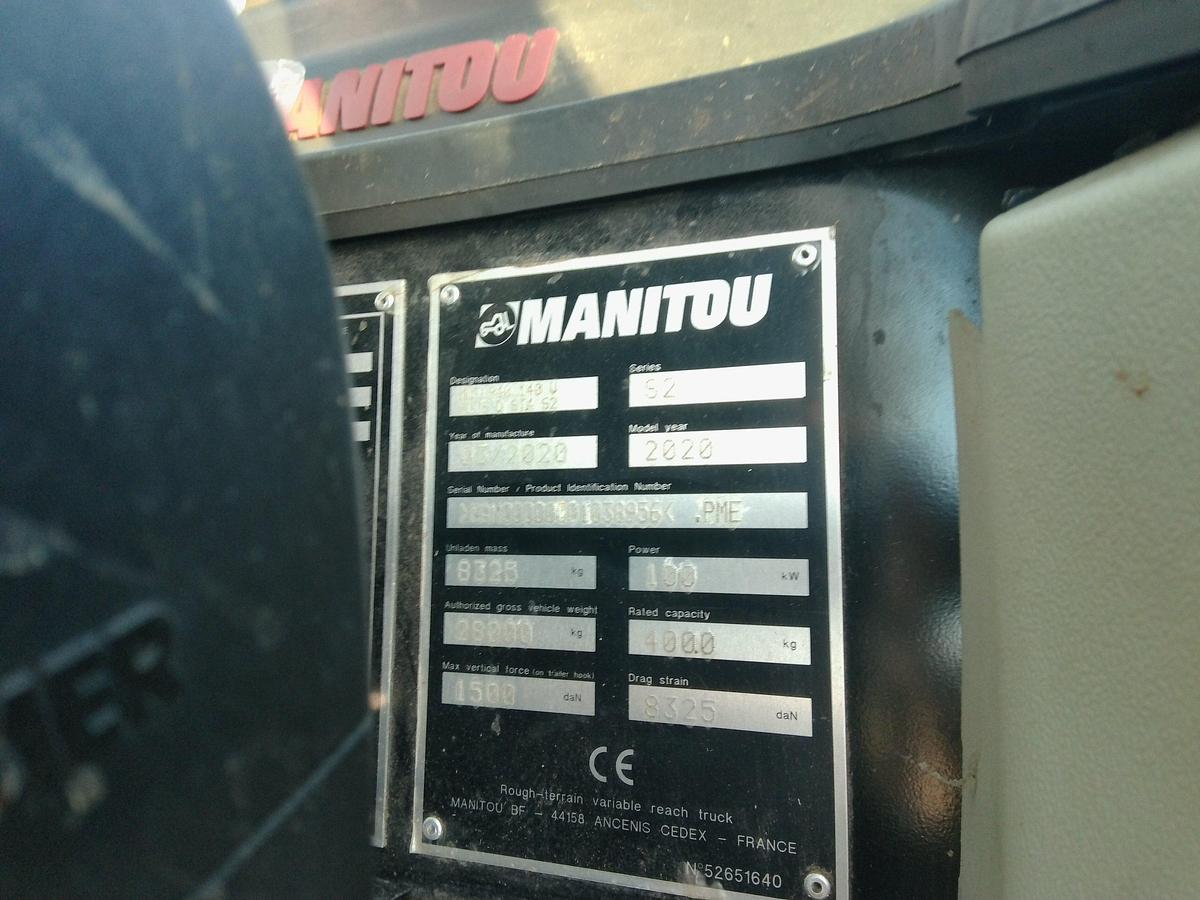 MANITOU
MANITOU
Designation
Series
S2
Year of manufacture
Model year
2020
Serial Number / Product Identification Number
.PME
Unladen mass
8325 kg
Power
100 kW
Authorized gross vehicle weight
kg
Rated capacity
4000 kg
Max vertical force (on trailer hook)
1500 daN
Drag strain
8325 daN
CE
Rough-terrain variable reach truck
MANITOU BF - 44158 ANCENIS CEDEX - FRANCE
N°52651640